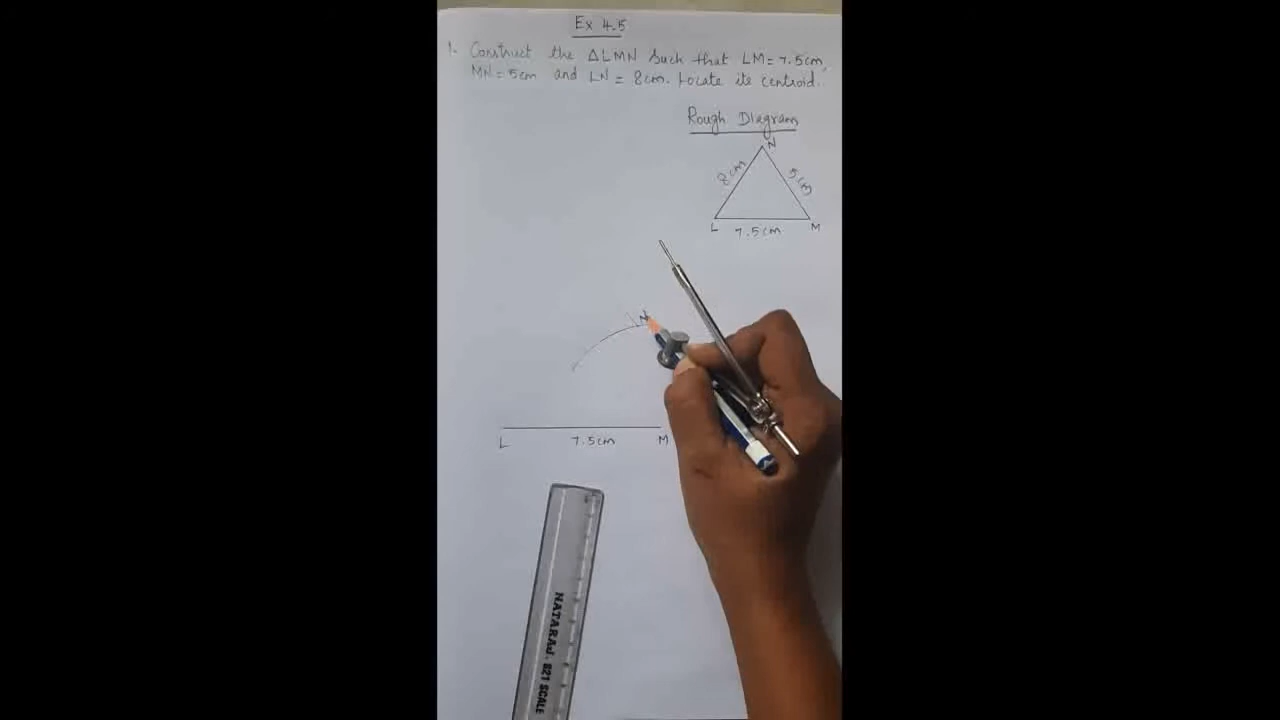 Ex 4.5
1. Construct the △LMN such that LM = 7.5cm,
MN = 5cm and LN = 8cm. Locate its centroid.
Rough Diagram
N
8cm
5cm
L
M
7.5cm
N
L
7.5cm
M
NATARAJ. 621 SCALE